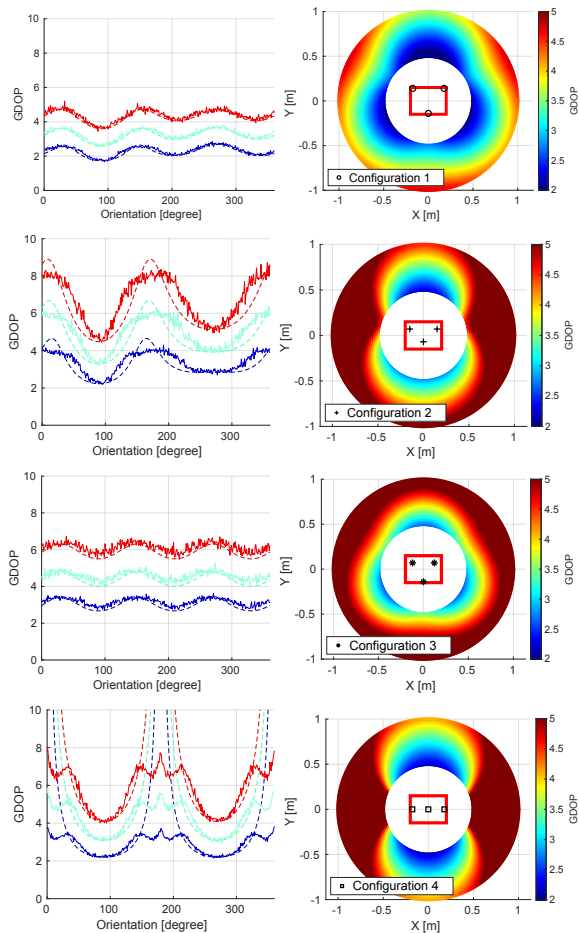 10
8
6
4
2
0
GDOP
0 100 200 300
Orientation [degree]
1
0.5
0
-0.5
-1
Y [m]
Configuration 1
-1 -0.5 0 0.5 1
X [m]
5
4.5
4
3.5
3
2.5
2
GDOP
10
8
6
4
2
0
GDOP
0 100 200 300
Orientation [degree]
1
0.5
0
-0.5
-1
Y [m]
Configuration 2
-1 -0.5 0 0.5 1
X [m]
5
4.5
4
3.5
3
2.5
2
GDOP
10
8
6
4
2
0
GDOP
0 100 200 300
Orientation [degree]
1
0.5
0
-0.5
-1
Y [m]
Configuration 3
-1 -0.5 0 0.5 1
X [m]
5
4.5
4
3.5
3
2.5
2
GDOP
10
8
6
4
2
0
GDOP
0 100 200 300
Orientation [degree]
1
0.5
0
-0.5
-1
Y [m]
Configuration 4
-1 -0.5 0 0.5 1
X [m]
5
4.5
4
3.5
3
2.5
2
GDOP